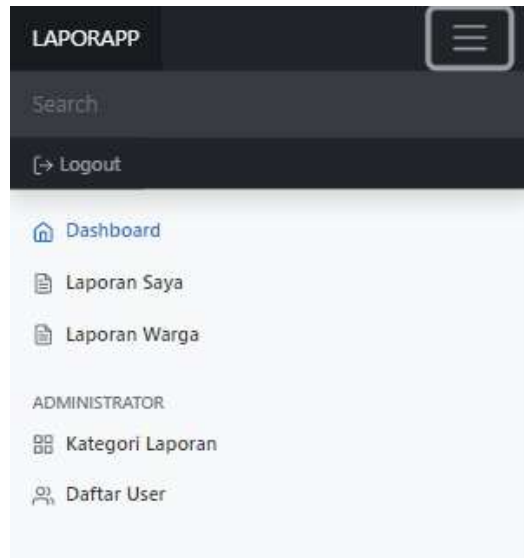 LAPORAPP
Search
Logout
Dashboard
Laporan Saya
Laporan Warga
ADMINISTRATOR
Kategori Laporan
Daftar User